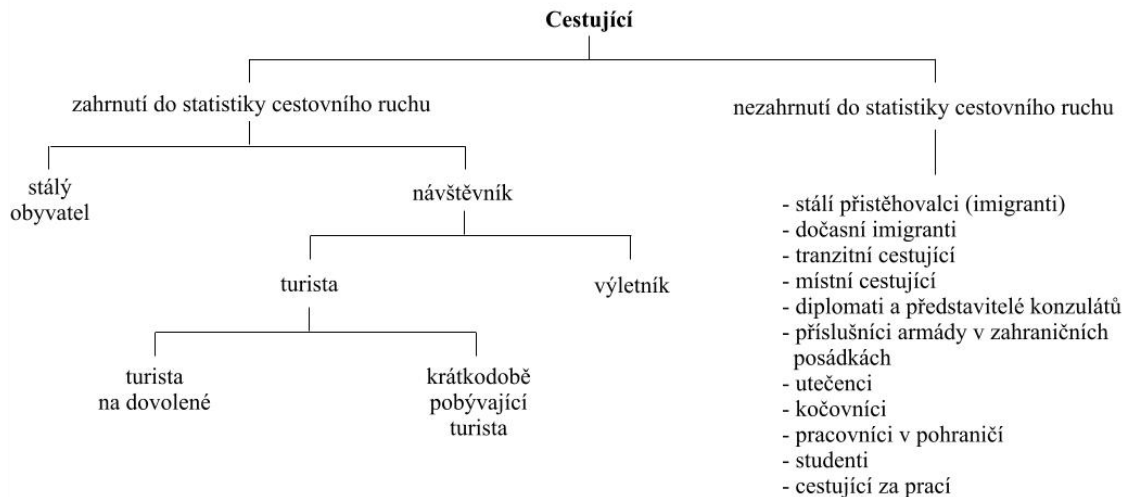 Cestující
zahrnutí do statistiky cestovního ruchu
nezahrnutí do statistiky cestovního ruchu
stálý
obyvatel
návštěvník
turista
výletník
turista
na dovolené
krátkodobě
pobývající
turista
- stálí přistěhovalci (imigranti)
- dočasní imigranti
- tranzitní cestující
- místní cestující
- diplomati a představitelé konzulátů
- příslušníci armády v zahraničních
posádkách
- utečenci
- kočovníci
- pracovníci v pohraničí
- studenti
- cestující za prací